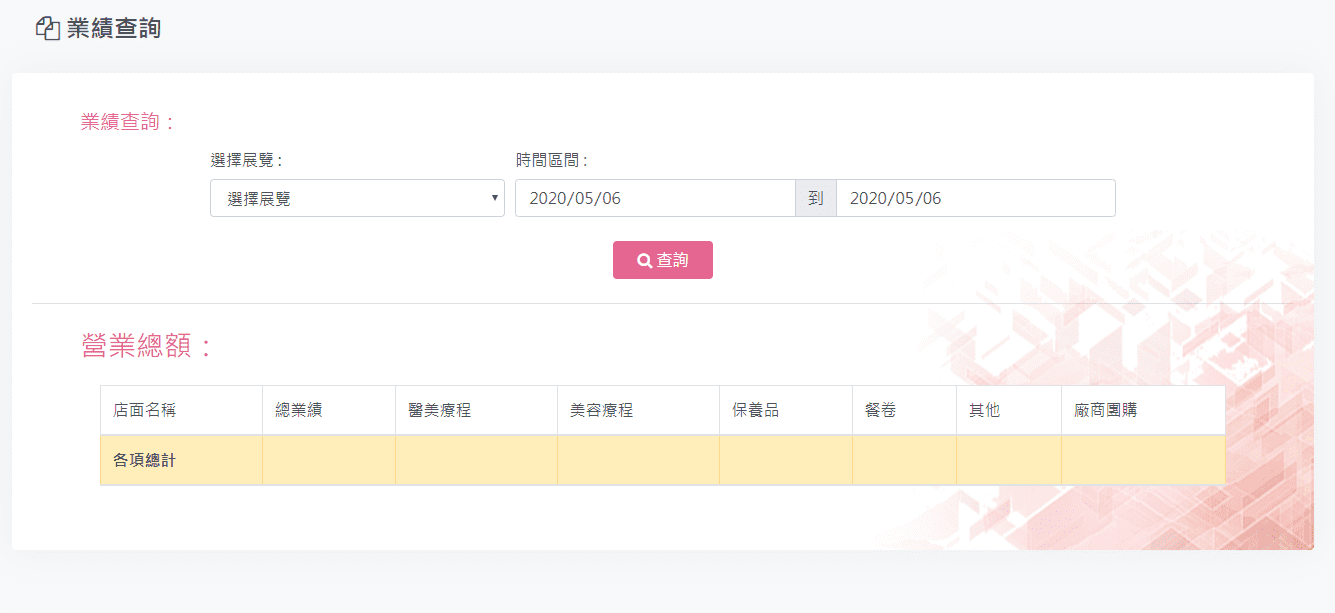 業績查詢
業績查詢 :
選擇展覽 : 時間區間 :
選擇展覽 2020/05/06 到 2020/05/06
查詢
營業總額 :
店面名稱 總業績 醫美療程 美容療程 保養品 餐卷 其他 廠商團購
各項總計